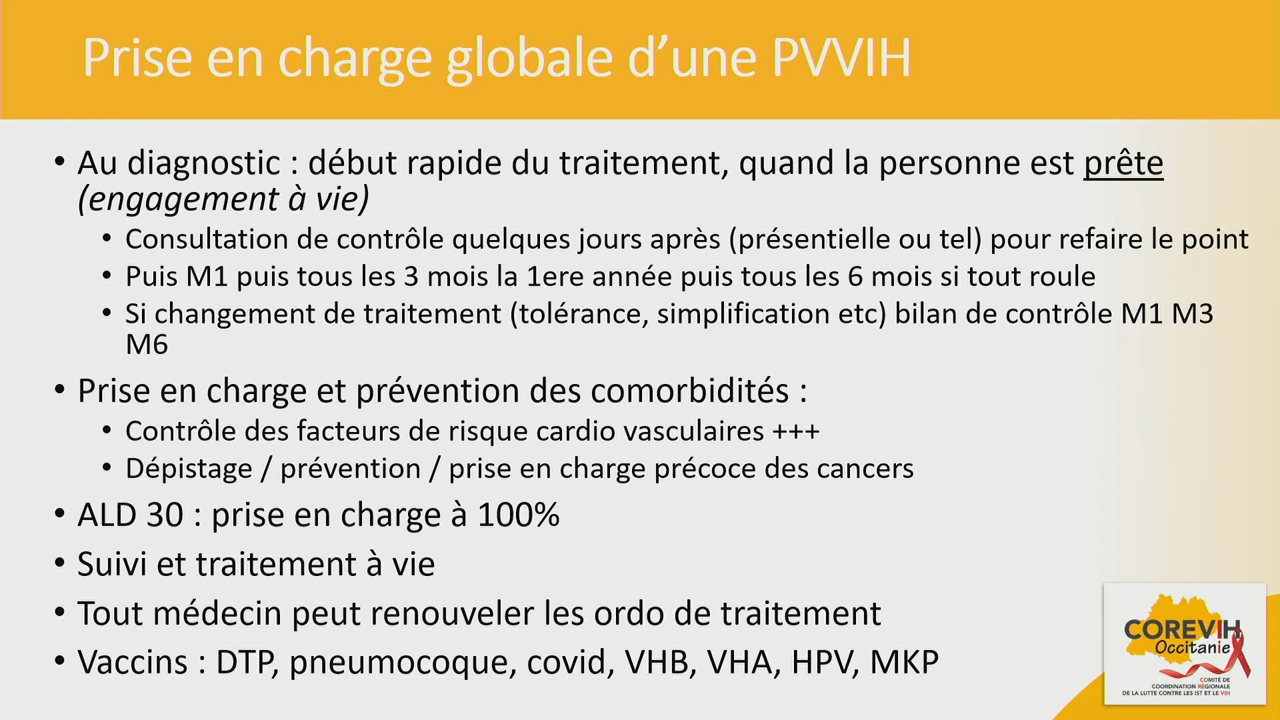 Prise en charge globale d’une PVVIH
• Au diagnostic : début rapide du traitement, quand la personne est prête
(engagement à vie)
• Consultation de contrôle quelques jours après (présentielle ou tel) pour refaire le point
• Puis M1 puis tous les 3 mois la 1ere année puis tous les 6 mois si tout roule
• Si changement de traitement (tolérance, simplification etc) bilan de contrôle M1 M3
M6
• Prise en charge et prévention des comorbidités :
• Contrôle des facteurs de risque cardio vasculaires +++
• Dépistage / prévention / prise en charge précoce des cancers
• ALD 30 : prise en charge à 100%
• Suivi et traitement à vie
• Tout médecin peut renouveler les ordo de traitement
• Vaccins : DTP, pneumocoque, covid, VHB, VHA, HPV, MKP
COREVIH
Occitanie
COMITÉ DE
COORDINATION RÉGIONALE
DE LA LUTTE CONTRE LES IST ET LE VIH